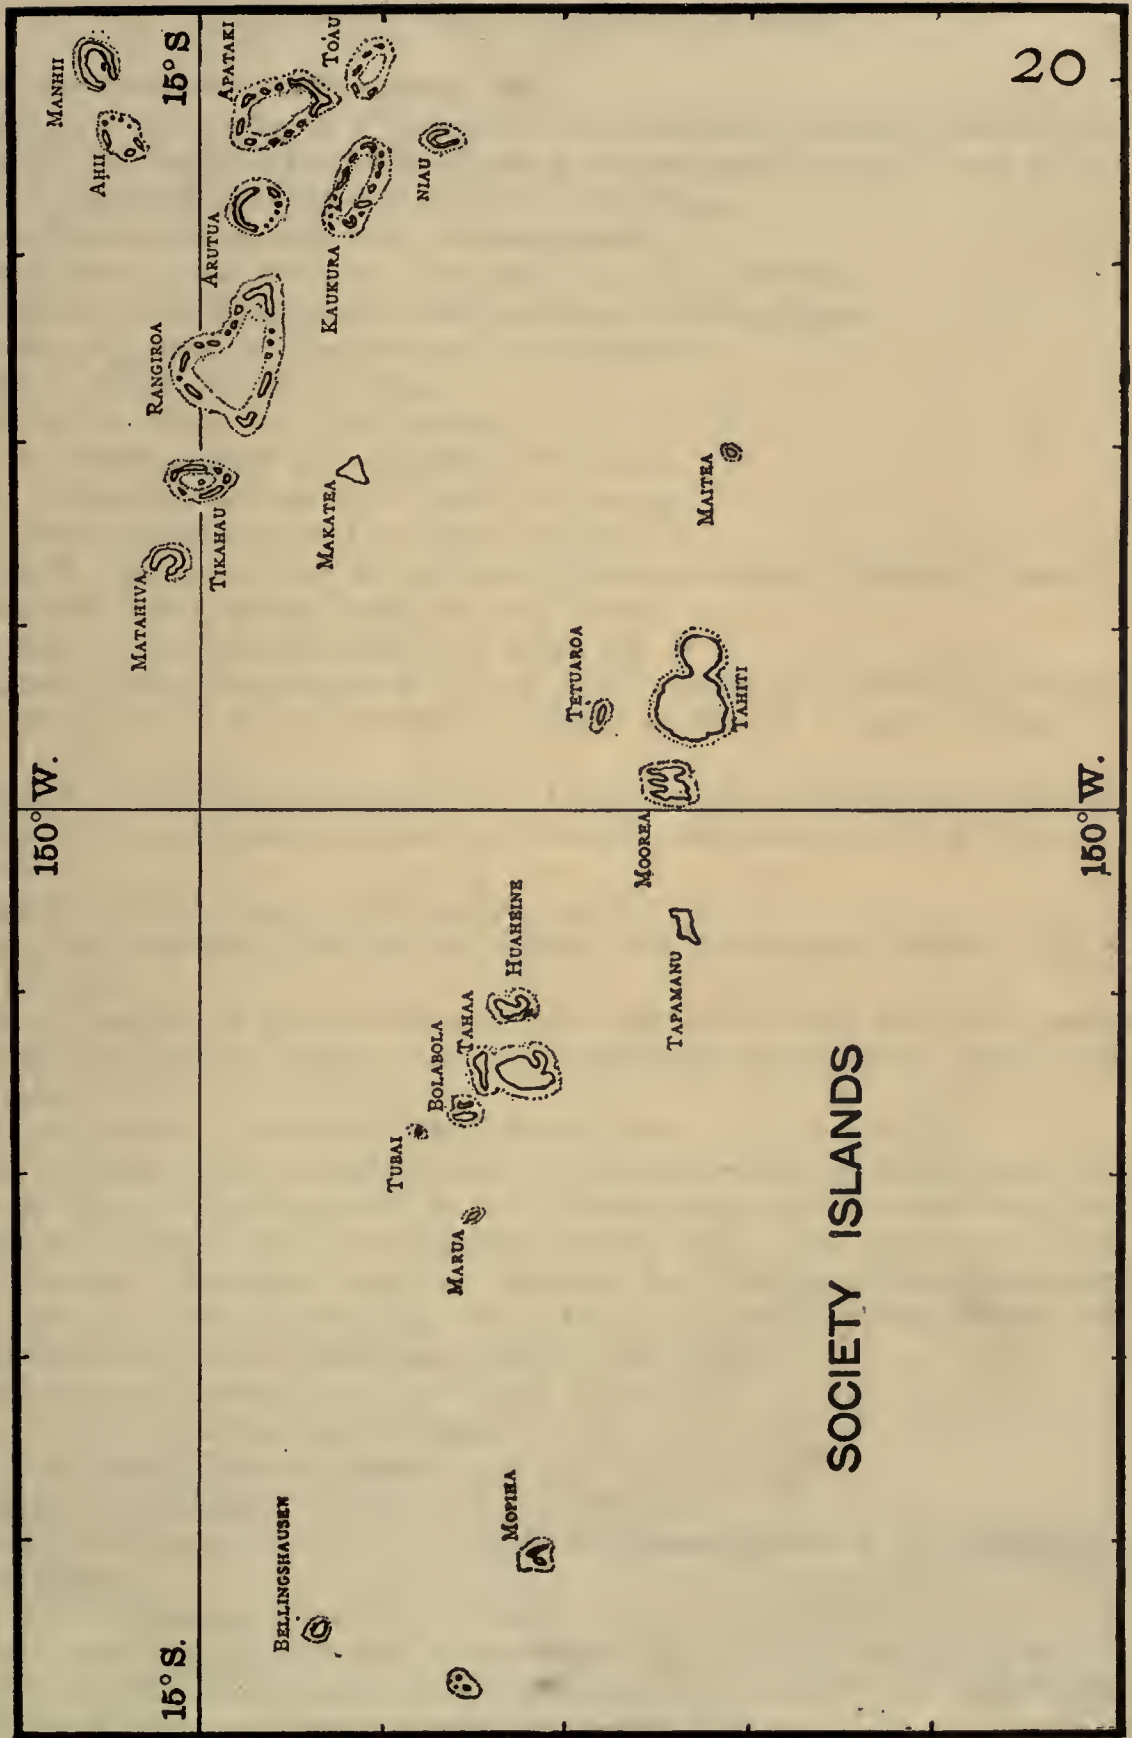 20
150° W.
MANHII
AHII
15° S.
15° S
APATAKI
TOAU
ARUTUA
RANGIROA
KAUKURA
NIAU
MATAHIVA
TIKAHAU
MAKATEA
BELLINGSHAUSEN
TUBAI
BOLABOLA
TAHAA
HUAHEINE
MARUA
MOPIHA
TETUAROA
MAITEA
MOOREA
TAHITI
TAPAMANU
SOCIETY ISLANDS
150° W.